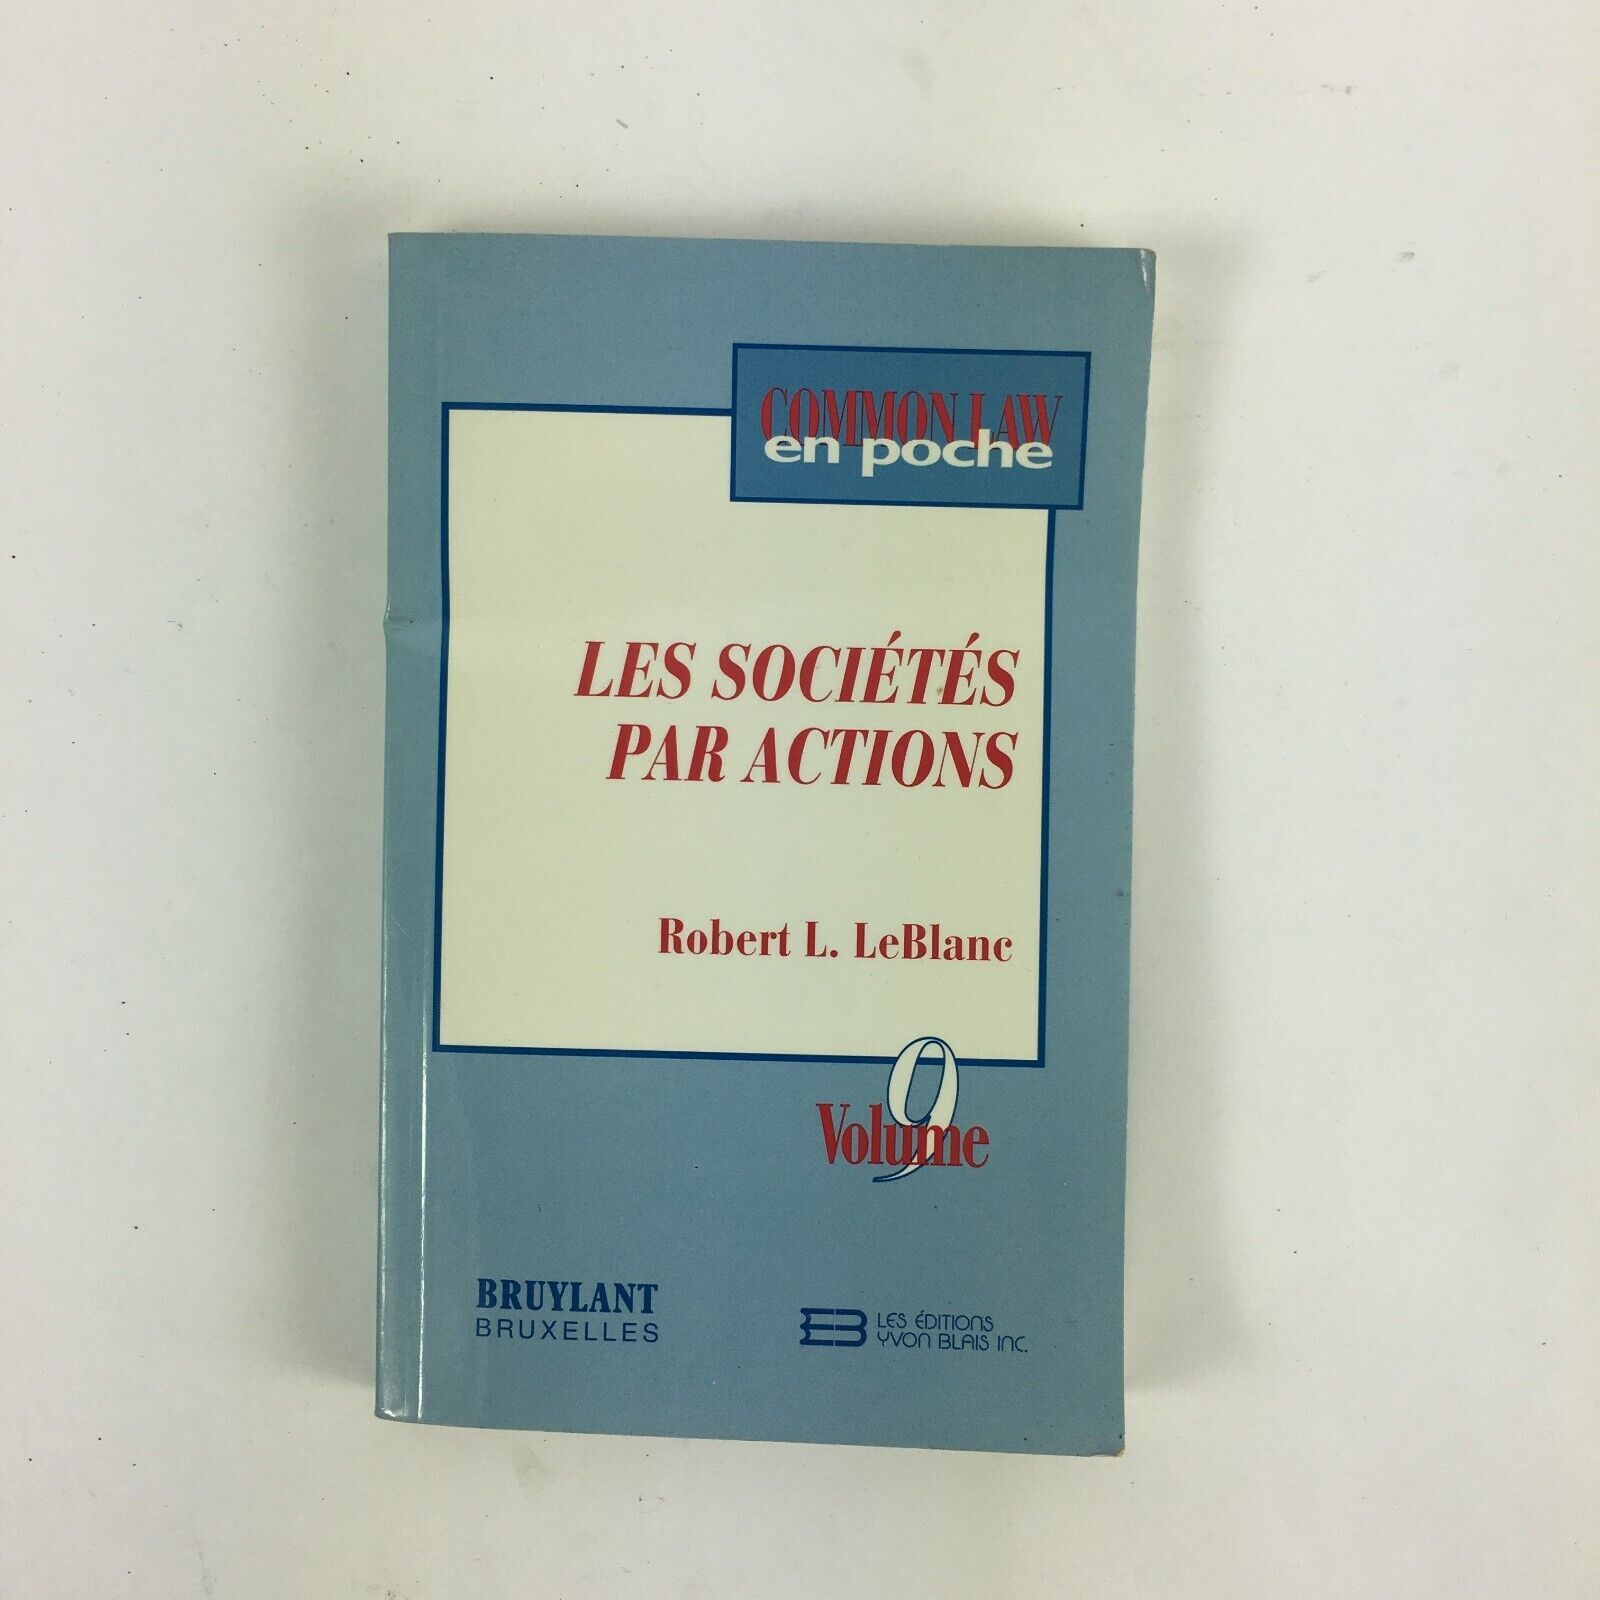 COMMON LAW
en poche
LES SOCIÉTÉS
PAR ACTIONS
Robert L. LeBlanc
9
Volume
BRUYLANT
BRUXELLES
EB LES ÉDITIONS
YVON BLAIS INC.